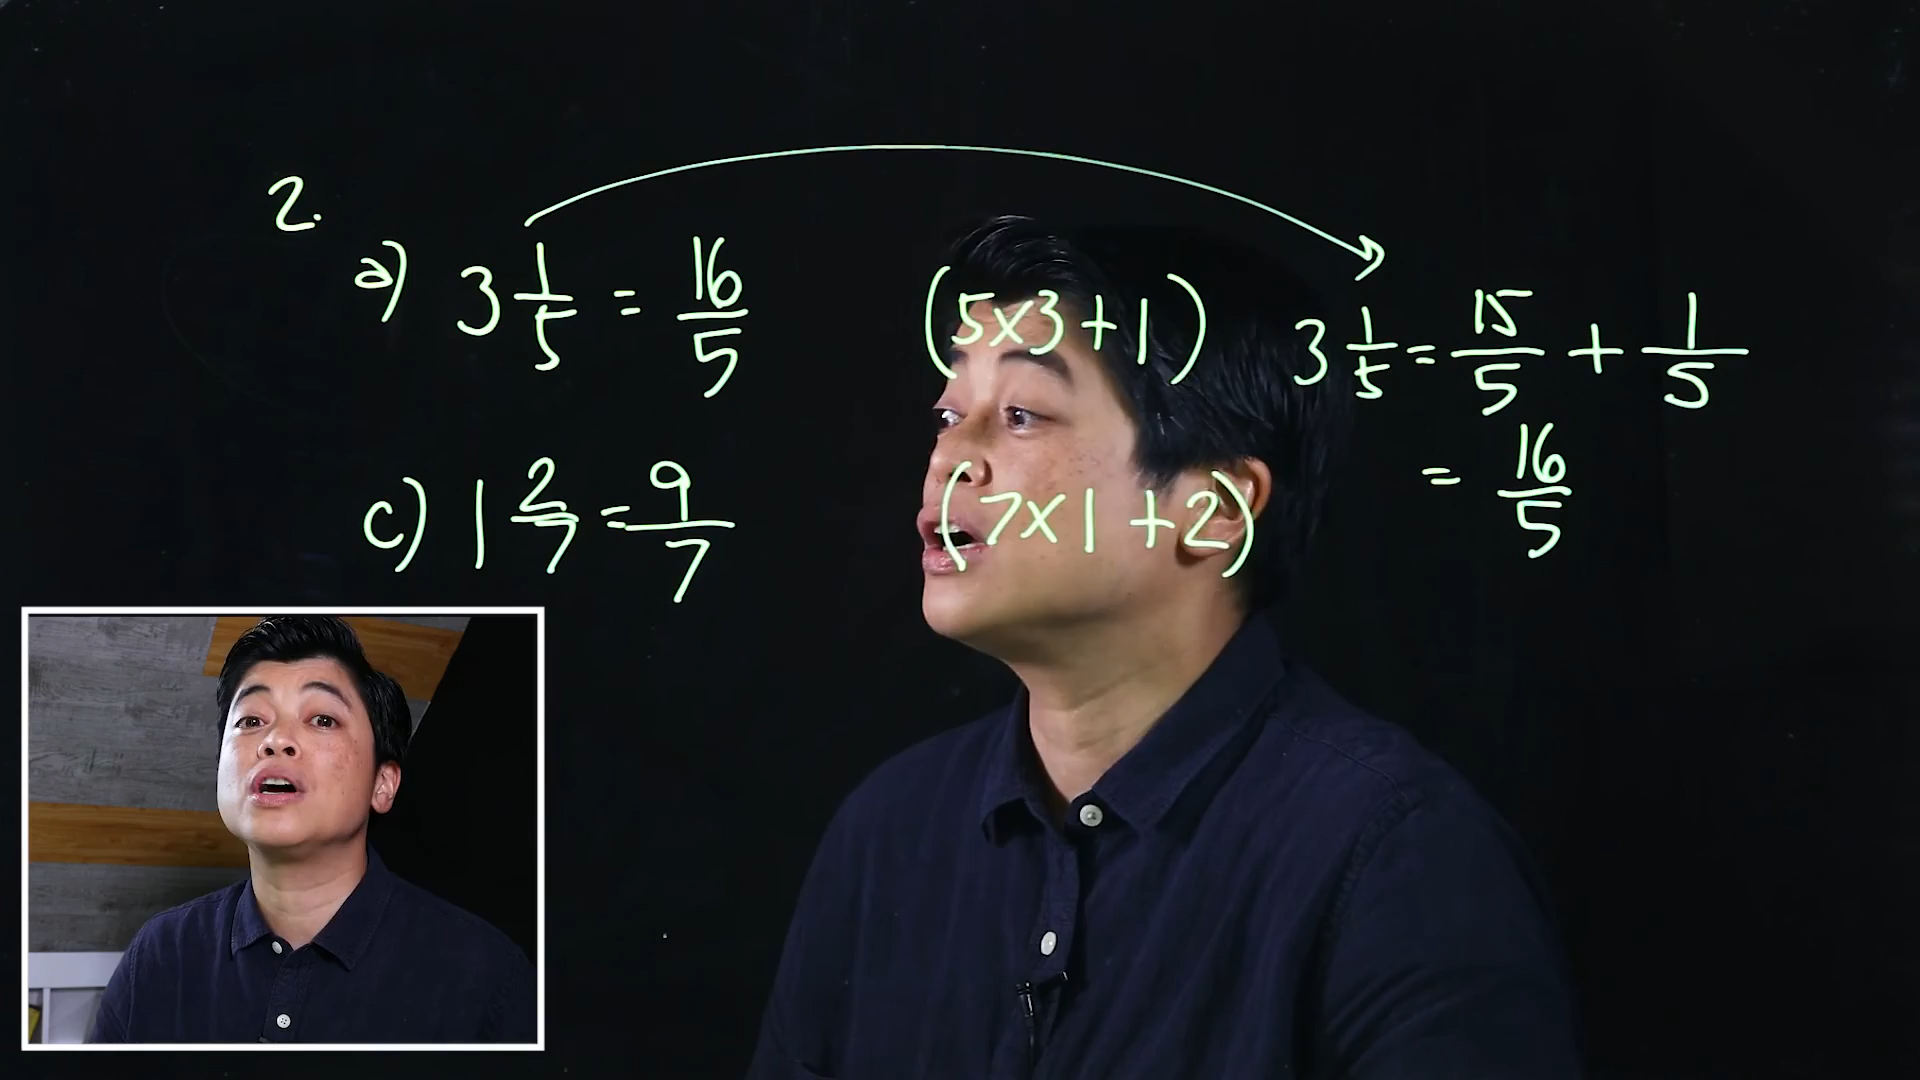 2.
a) 3 1/5 = 16/5 (5x3+1) 3 1/5 = 15/5 + 1/5
= 16/5
c) 1 2/7 = 9/7 (7x1+2)